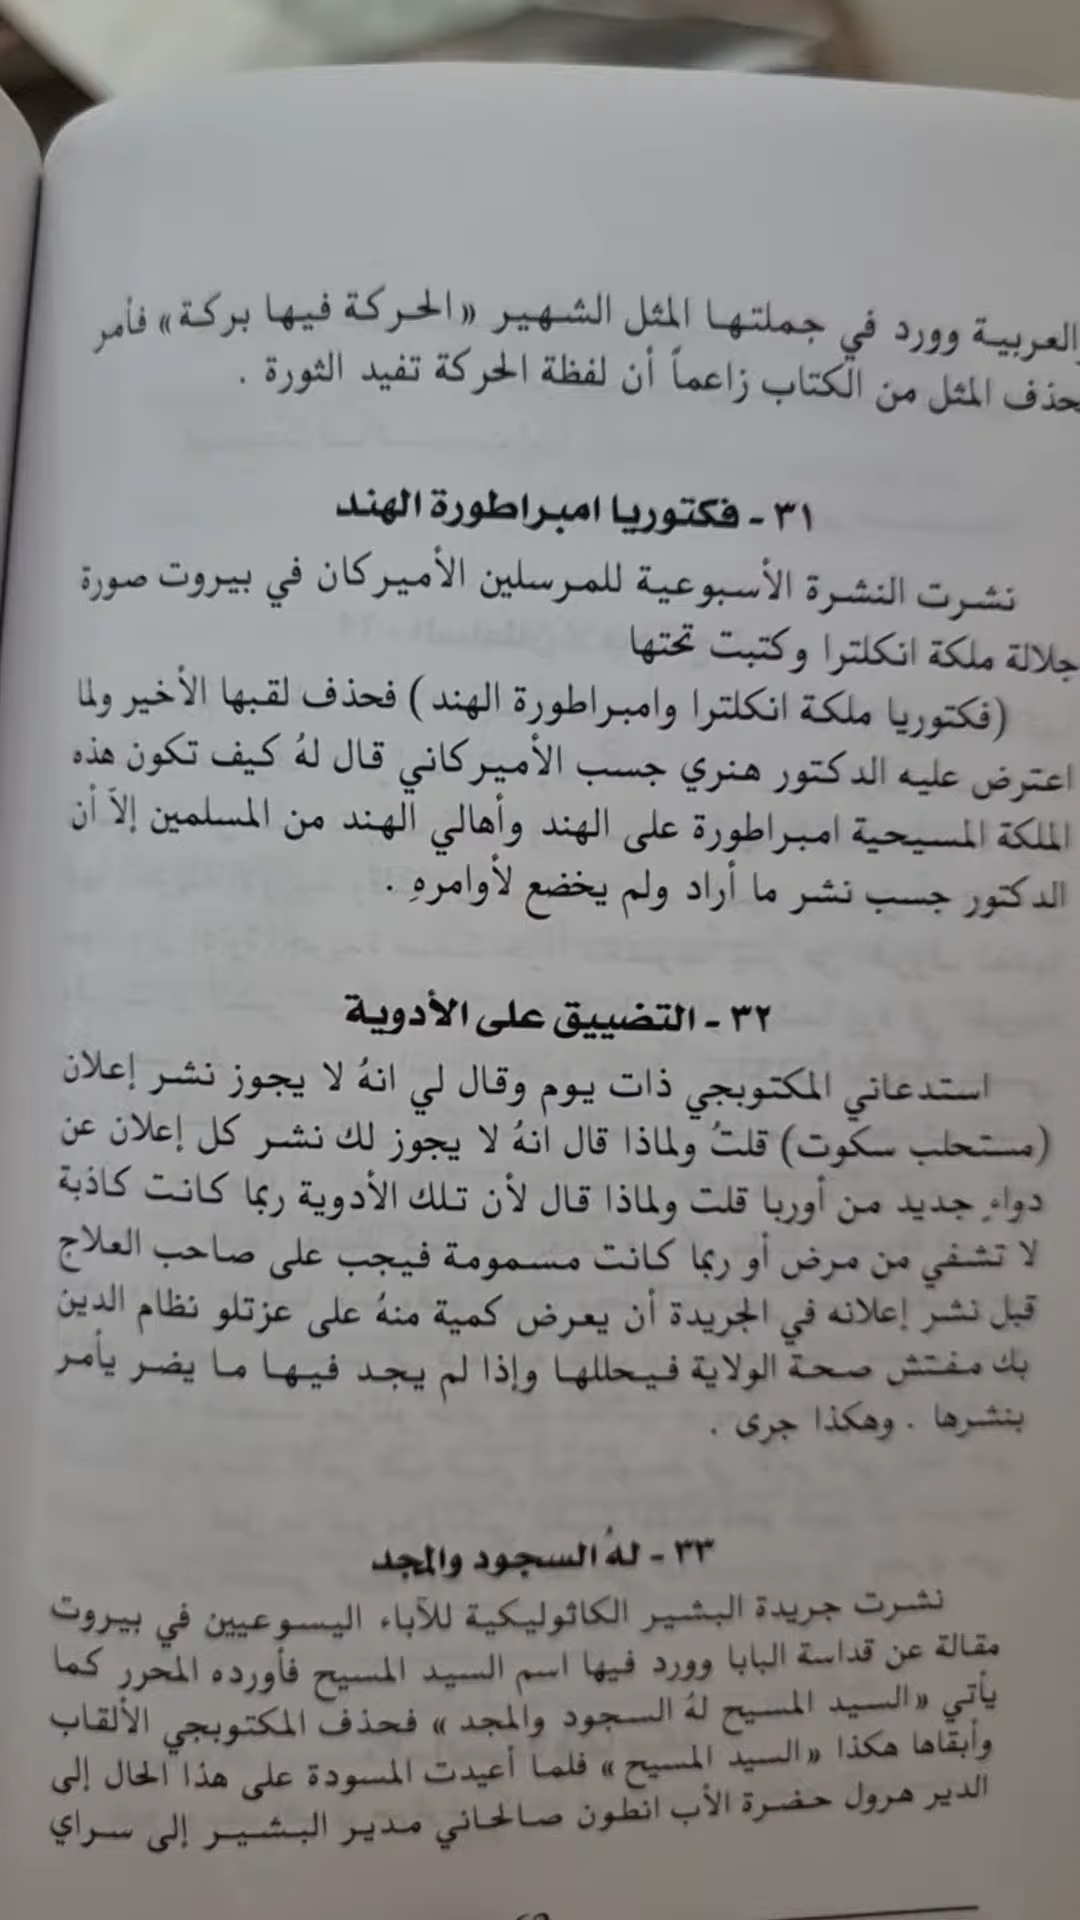 العربية وورد في جملتها المثل الشهير «الحركة فيها بركة» فأمر
حذف المثل من الكتاب زاعماً أن لفظة الحركة تفيد الثورة .
٣١ - فكتوريا امبراطورة الهند
نشرت النشرة الأسبوعية للمرسلين الأميركان في بيروت صورة
جلالة ملكة انكلترا وكتبت تحتها
(فكتوريا ملكة انكلترا وامبراطورة الهند) فحذف لقبها الأخير ولما
اعترض عليه الدكتور هنري جسب الأميركاني قال لهُ كيف تكون هذه
الملكة المسيحية امبراطورة على الهند وأهالي الهند من المسلمين إلاّ أن
الدكتور جسب نشر ما أراد ولم يخضع لأوامرهِ .
٣٢ - التضييق على الأدوية
استدعاني المكتوبجي ذات يوم وقال لي انهُ لا يجوز نشر إعلان
(مستحلب سكوت) قلتُ ولماذا قال انهُ لا يجوز لك نشر كل إعلان عن
دواءٍ جديد من أوربا قلت ولماذا قال لأن تلك الأدوية ربما كانت كاذبة
لا تشفي من مرض أو ربما كانت مسمومة فيجب على صاحب العلاج
قبل نشر إعلانه في الجريدة أن يعرض كمية منهُ على عزتلو نظام الدين
بك مفتش صحة الولاية فيحللها وإذا لم يجد فيها ما يضر يأمر
بنشرها . وهكذا جرى .
٣٣ - لهُ السجود والمجد
نشرت جريدة البشير الكاثوليكية للآباء اليسوعيين في بيروت
مقالة عن قداسة البابا وورد فيها اسم السيد المسيح فأورده المحرر كما
يأتي «السيد المسيح لهُ السجود والمجد» فحذف المكتوبجي الألقاب
وأبقاها هكذا «السيد المسيح» فلما أعيدت المسودة على هذا الحال إلى
الدير هرول حضرة الأب انطون صالحاني مدير البشير إلى سراي